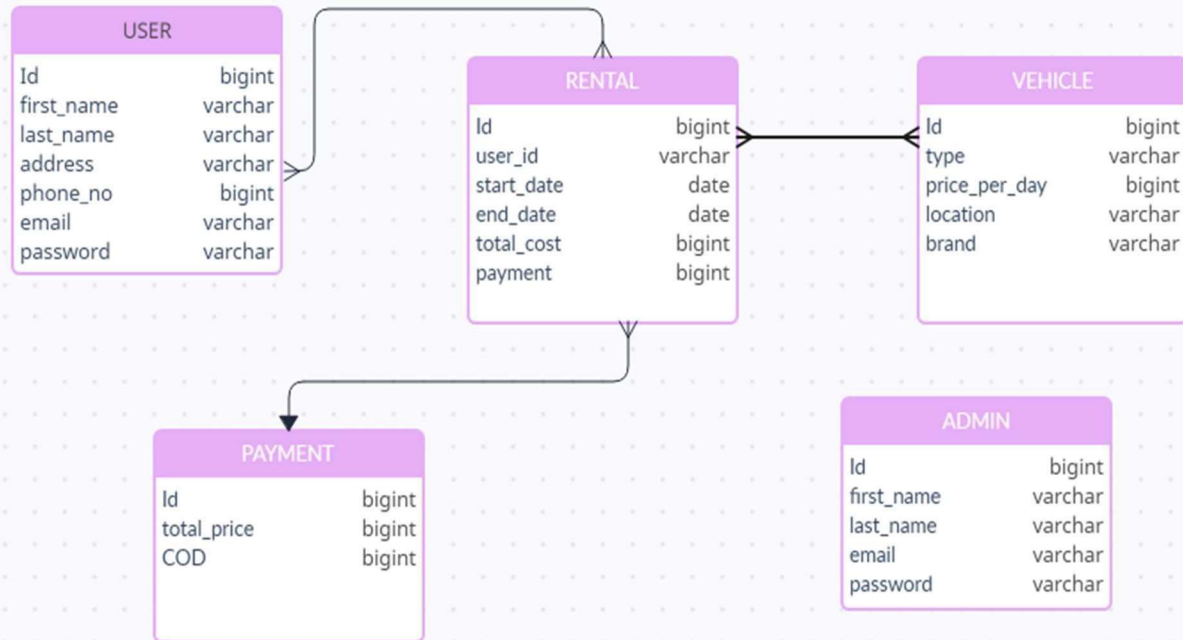 USER
Id bigint
first_name varchar
last_name varchar
address varchar
phone_no bigint
email varchar
password varchar
RENTAL
Id bigint
user_id varchar
start_date date
end_date date
total_cost bigint
payment bigint
VEHICLE
Id bigint
type varchar
price_per_day bigint
location varchar
brand varchar
PAYMENT
Id bigint
total_price bigint
COD bigint
ADMIN
Id bigint
first_name varchar
last_name varchar
email varchar
password varchar